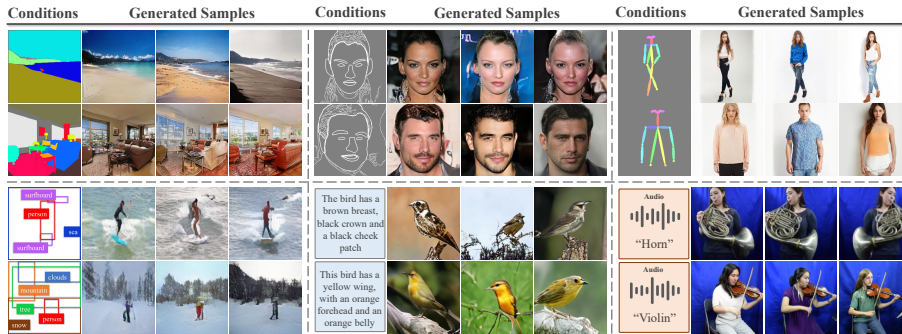 Conditions Generated Samples Conditions Generated Samples Conditions Generated Samples
surfboard
person
sea
surfboard
clouds
mountain
tree
person
snow
The bird has a
brown breast,
black crown and
a black cheek
patch
This bird has a
yellow wing,
with an orange
forehead and
an orange belly
Audio
“Horn”
Audio
“Violin”